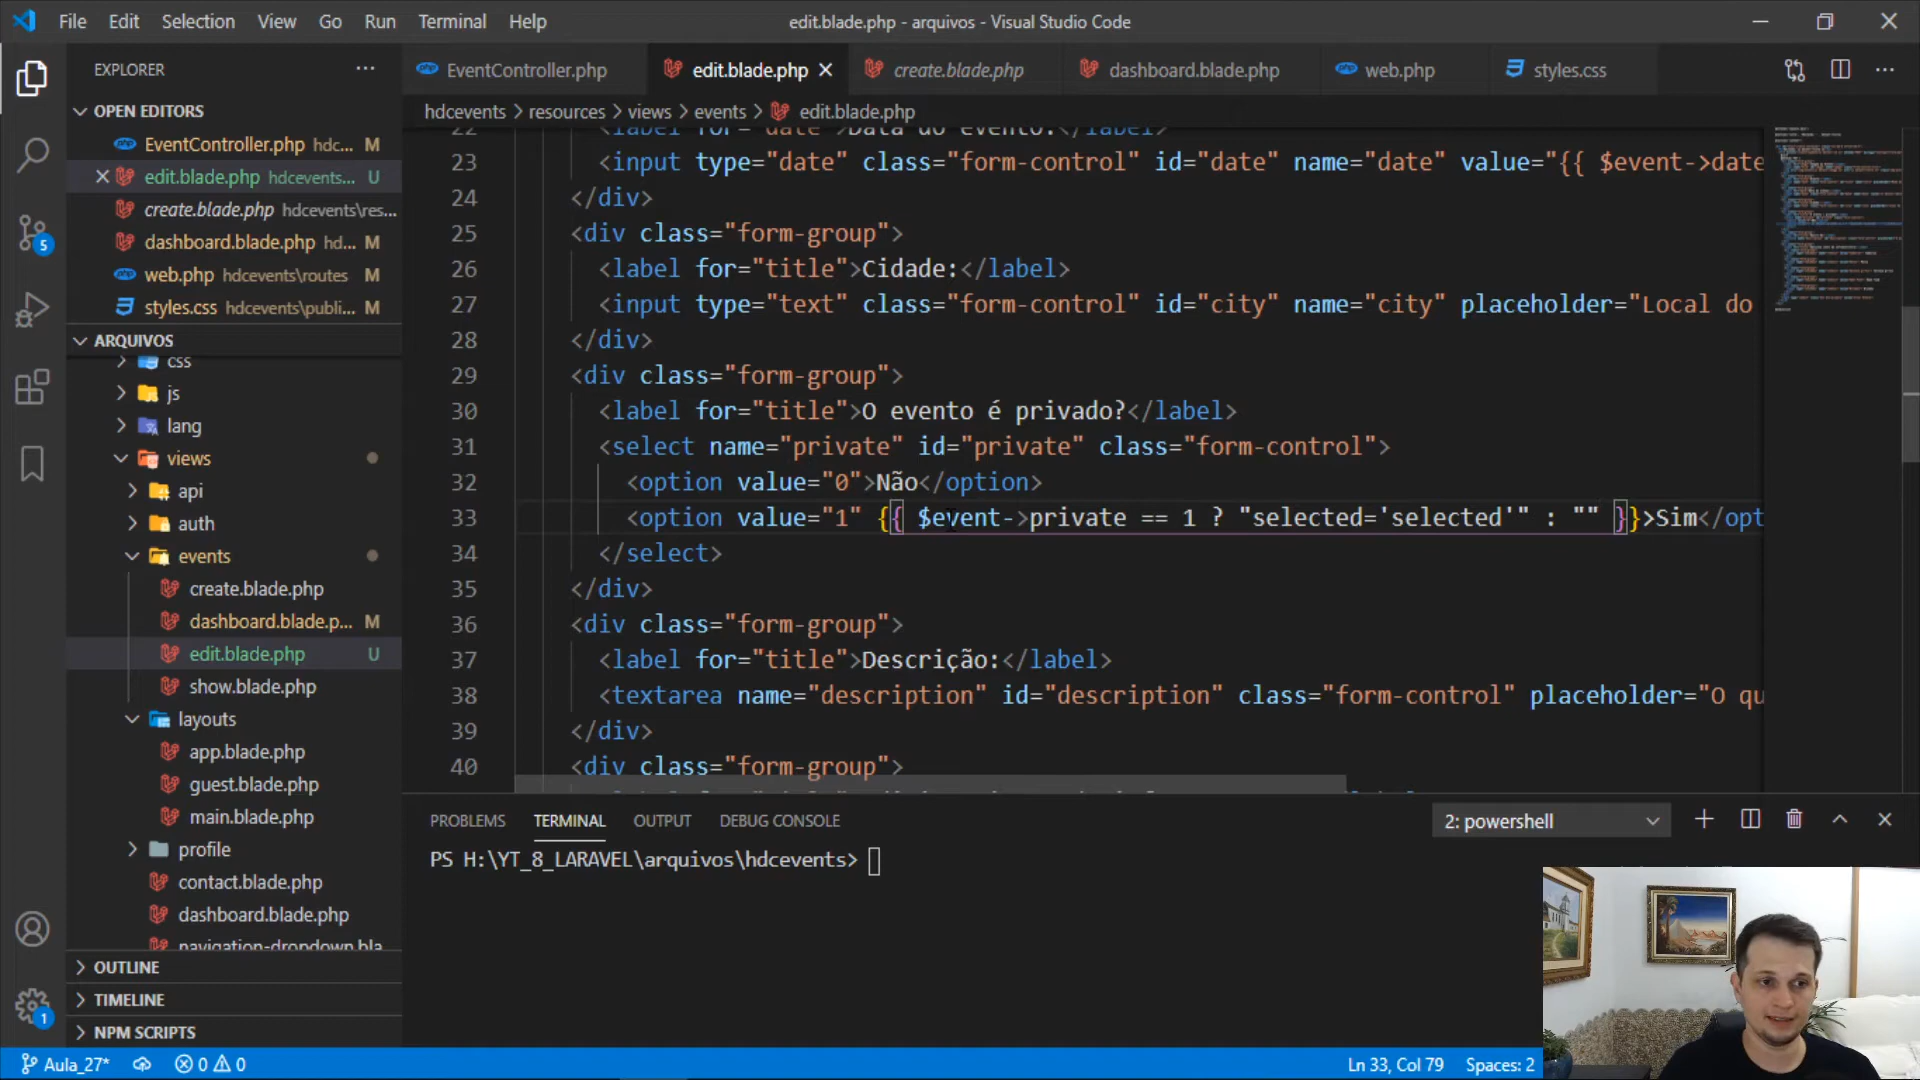 File Edit Selection View Go Run Terminal Help
edit.blade.php - arquivos - Visual Studio Code
EXPLORER
OPEN EDITORS
EventController.php hdc... M
edit.blade.php hdcevents... U
create.blade.php hdcevents\res...
dashboard.blade.php hd... M
web.php hdcevents\routes M
styles.css hdcevents\publi... M
ARQUIVOS
css
js
lang
views
api
auth
events
create.blade.php
dashboard.blade.p... M
edit.blade.php U
show.blade.php
layouts
app.blade.php
guest.blade.php
main.blade.php
profile
contact.blade.php
dashboard.blade.php
navigation-dropdown.bla
OUTLINE
TIMELINE
NPM SCRIPTS
EventController.php edit.blade.php create.blade.php dashboard.blade.php web.php styles.css
hdcevents > resources > views > events > edit.blade.php
22 <label for="date">Data do evento:</label>
23 <input type="date" class="form-control" id="date" name="date" value="{{ $event->date
24 </div>
25 <div class="form-group">
26 <label for="title">Cidade:</label>
27 <input type="text" class="form-control" id="city" name="city" placeholder="Local do
28 </div>
29 <div class="form-group">
30 <label for="title">O evento é privado?</label>
31 <select name="private" id="private" class="form-control">
32 <option value="0">Não</option>
33 <option value="1" {{ $event->private == 1 ? "selected='selected'" : "" }}>Sim</opt
34 </select>
35 </div>
36 <div class="form-group">
37 <label for="title">Descrição:</label>
38 <textarea name="description" id="description" class="form-control" placeholder="O qu
39 </div>
40 <div class="form-group">
PROBLEMS TERMINAL OUTPUT DEBUG CONSOLE
2: powershell
PS H:\YT_8_LARAVEL\arquivos\hdcevents>
5
1
Aula_27* 0 0
Ln 33, Col 79 Spaces: 2